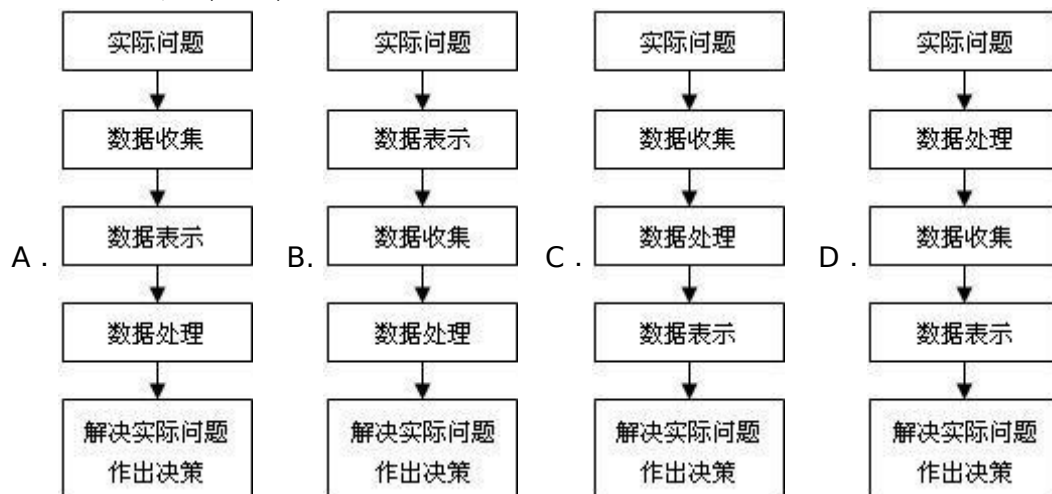 实际问题
数据收集
数据表示
A．
数据处理
解决实际问题
作出决策
实际问题
数据表示
数据收集
B.
数据处理
解决实际问题
作出决策
实际问题
数据收集
数据处理
C．
数据表示
解决实际问题
作出决策
实际问题
数据处理
数据收集
D．
数据表示
解决实际问题
作出决策